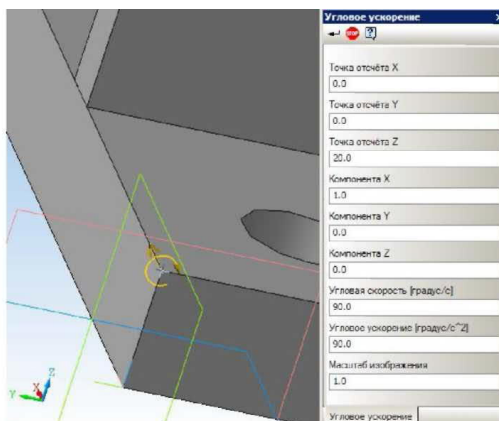 Угловое ускорение
STOP
Точка отсчёта X
0.0
Точка отсчёта Y
0.0
Точка отсчёта Z
20.0
Компонента X
1.0
Компонента Y
0.0
Компонента Z
0.0
Угловая скорость [градус/с]
90.0
Угловое ускорение [градус/с^2]
90.0
Масштаб изображения
1.0
Угловое ускорение
Z
X
Y